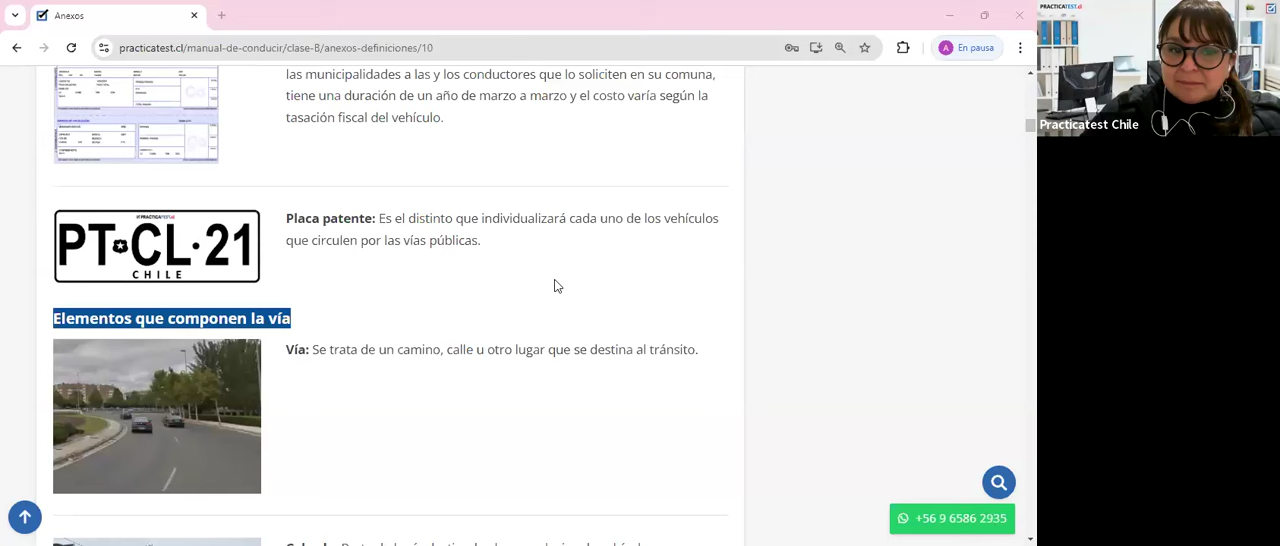 Anexos
practicatest.cl/manual-de-conducir/clase-B/anexos-definiciones/10
A
En pausa
las municipalidades a las y los conductores que lo soliciten en su comuna,
tiene una duración de un año de marzo a marzo y el costo varía según la
tasación fiscal del vehículo.
PRACTICATEST.cl
PT CL·21
CHILE
Placa patente: Es el distinto que individualizará cada uno de los vehículos
que circulen por las vías públicas.
Elementos que componen la vía
Vía: Se trata de un camino, calle u otro lugar que se destina al tránsito.
+56 9 6586 2935
PRACTICATEST.cl
Practicatest Chile